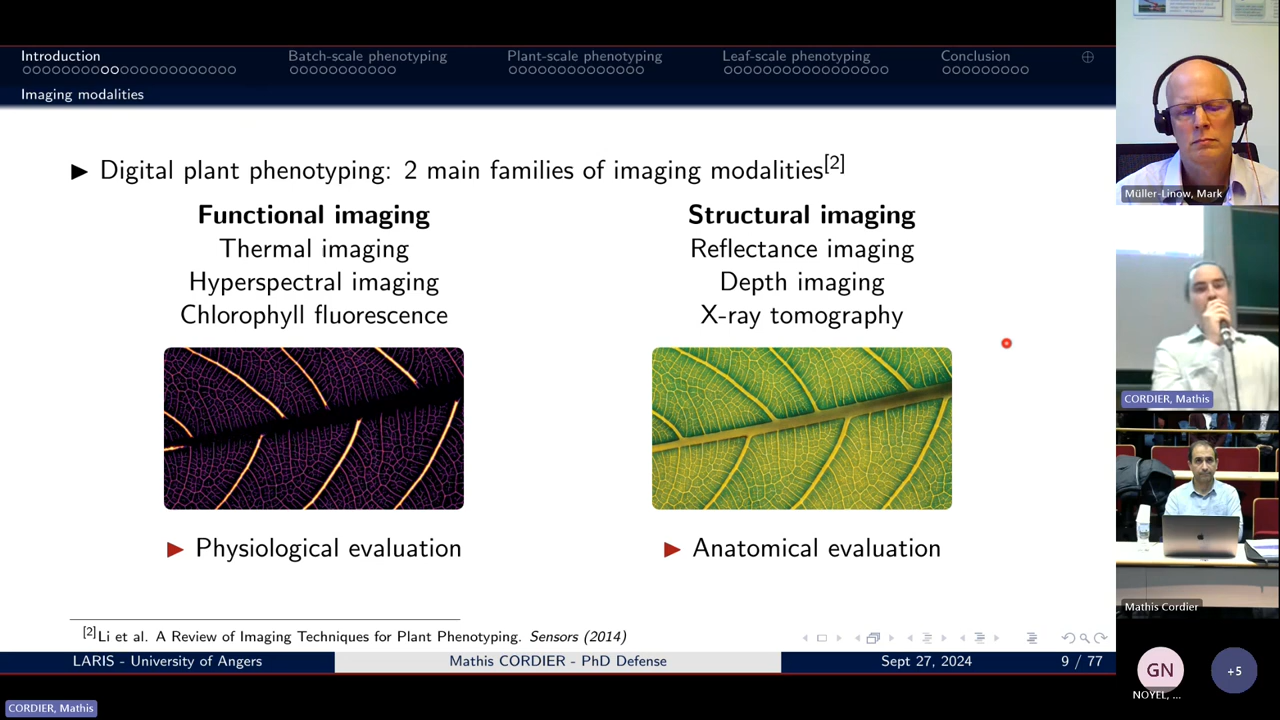 Introduction
Batch-scale phenotyping
Plant-scale phenotyping
Leaf-scale phenotyping
Conclusion
Imaging modalities
▶ Digital plant phenotyping: 2 main families of imaging modalities[2]
Functional imaging
Thermal imaging
Hyperspectral imaging
Chlorophyll fluorescence
▶ Physiological evaluation
Structural imaging
Reflectance imaging
Depth imaging
X-ray tomography
▶ Anatomical evaluation
[2]Li et al. A Review of Imaging Techniques for Plant Phenotyping. Sensors (2014)
LARIS - University of Angers
Mathis CORDIER - PhD Defense
Sept 27, 2024
9 / 77
CORDIER, Mathis
Müller-Linow, Mark
CORDIER, Mathis
Mathis Cordier
GN
NOYEL, ...
+5